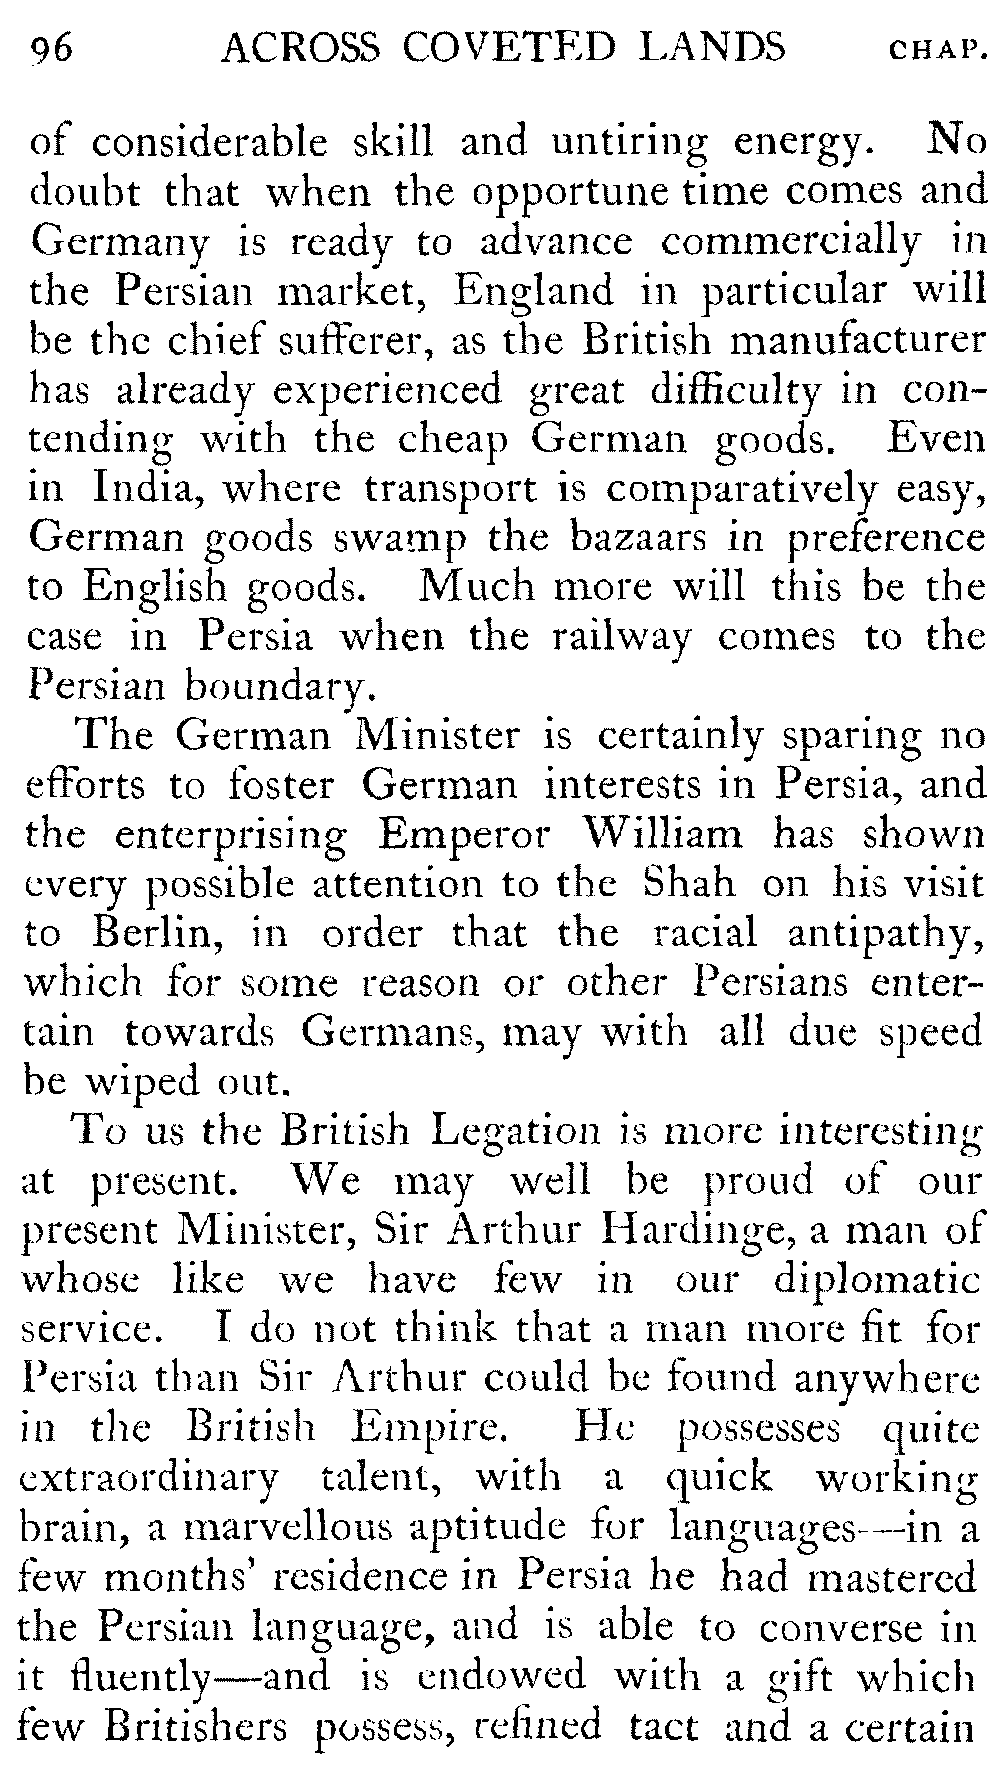 96 ACROSS COVETED LANDS CHAP.
of considerable skill and untiring energy. No
doubt that when the opportune time comes and
Germany is ready to advance commercially in
the Persian market, England in particular will
be the chief sufferer, as the British manufacturer
has already experienced great difficulty in con-
tending with the cheap German goods. Even
in India, where transport is comparatively easy,
German goods swamp the bazaars in preference
to English goods. Much more will this be the
case in Persia when the railway comes to the
Persian boundary.
The German Minister is certainly sparing no
efforts to foster German interests in Persia, and
the enterprising Emperor William has shown
every possible attention to the Shah on his visit
to Berlin, in order that the racial antipathy,
which for some reason or other Persians enter-
tain towards Germans, may with all due speed
be wiped out.
To us the British Legation is more interesting
at present. We may well be proud of our
present Minister, Sir Arthur Hardinge, a man of
whose like we have few in our diplomatic
service. I do not think that a man more fit for
Persia than Sir Arthur could be found anywhere
in the British Empire. He possesses quite
extraordinary talent, with a quick working
brain, a marvellous aptitude for languages—in a
few months' residence in Persia he had mastered
the Persian language, and is able to converse in
it fluently—and is endowed with a gift which
few Britishers possess, refined tact and a certain